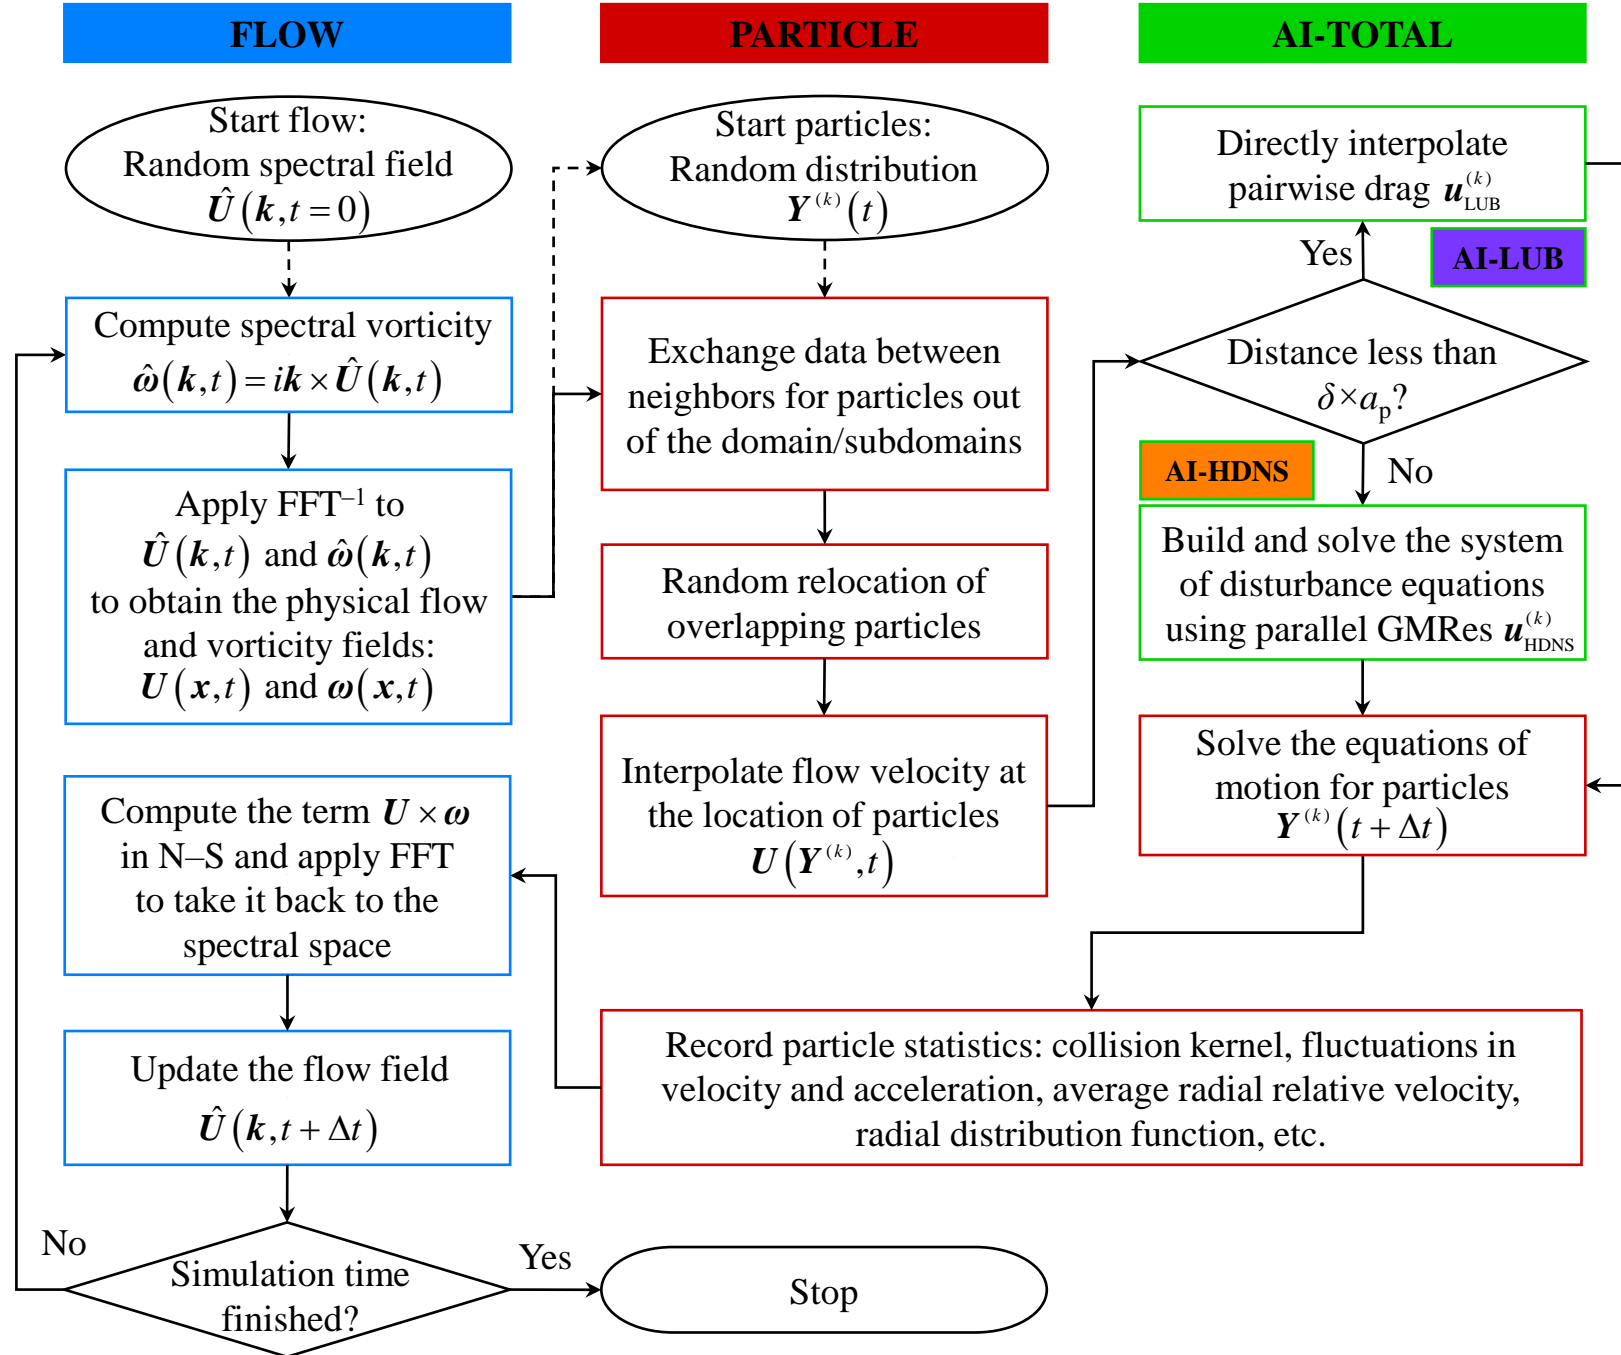 FLOW
Start flow:
Random spectral field
Û(k,t=0)
Compute spectral vorticity
ω̂(k,t)=ik×Û(k,t)
Apply FFT⁻¹ to
Û(k,t) and ω̂(k,t)
to obtain the physical flow
and vorticity fields:
U(x,t) and ω(x,t)
Compute the term U×ω
in N–S and apply FFT
to take it back to the
spectral space
Update the flow field
Û(k,t+Δt)
No
Simulation time
finished?
Yes
Stop
PARTICLE
Start particles:
Random distribution
Y⁽ᵏ⁾(t)
Exchange data between
neighbors for particles out
of the domain/subdomains
Random relocation of
overlapping particles
Interpolate flow velocity at
the location of particles
U(Y⁽ᵏ⁾,t)
AI-TOTAL
Directly interpolate
pairwise drag u_LUB^(k)
Yes
AI-LUB
Distance less than
δ×aₚ?
AI-HDNS
No
Build and solve the system
of disturbance equations
using parallel GMRes u_HDNS^(k)
Solve the equations of
motion for particles
Y⁽ᵏ⁾(t+Δt)
Record particle statistics: collision kernel, fluctuations in
velocity and acceleration, average radial relative velocity,
radial distribution function, etc.